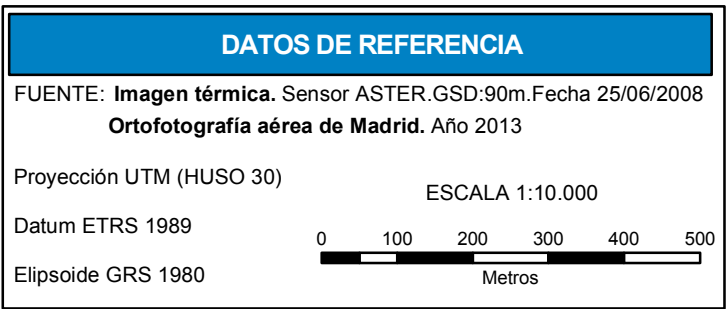 DATOS DE REFERENCIA
FUENTE: Imagen térmica. Sensor ASTER.GSD:90m.Fecha 25/06/2008
Ortofotografía aérea de Madrid. Año 2013
Proyección UTM (HUSO 30)
ESCALA 1:10.000
Datum ETRS 1989
0 100 200 300 400 500
Elipsoide GRS 1980
Metros